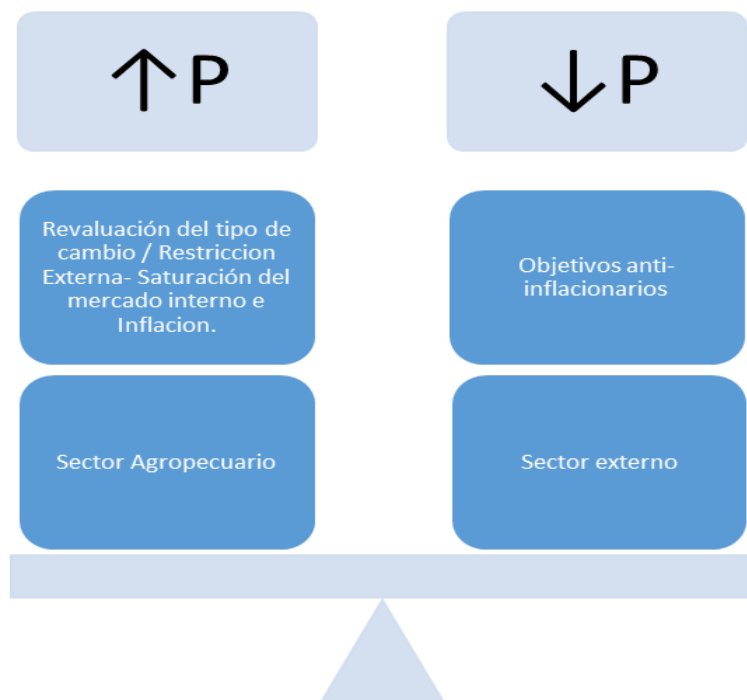 ↑P
↓P
Revaluación del tipo de
cambio / Restriccion
Externa- Saturación del
mercado interno e
Inflacion.
Objetivos anti-
inflacionarios
Sector Agropecuario
Sector externo